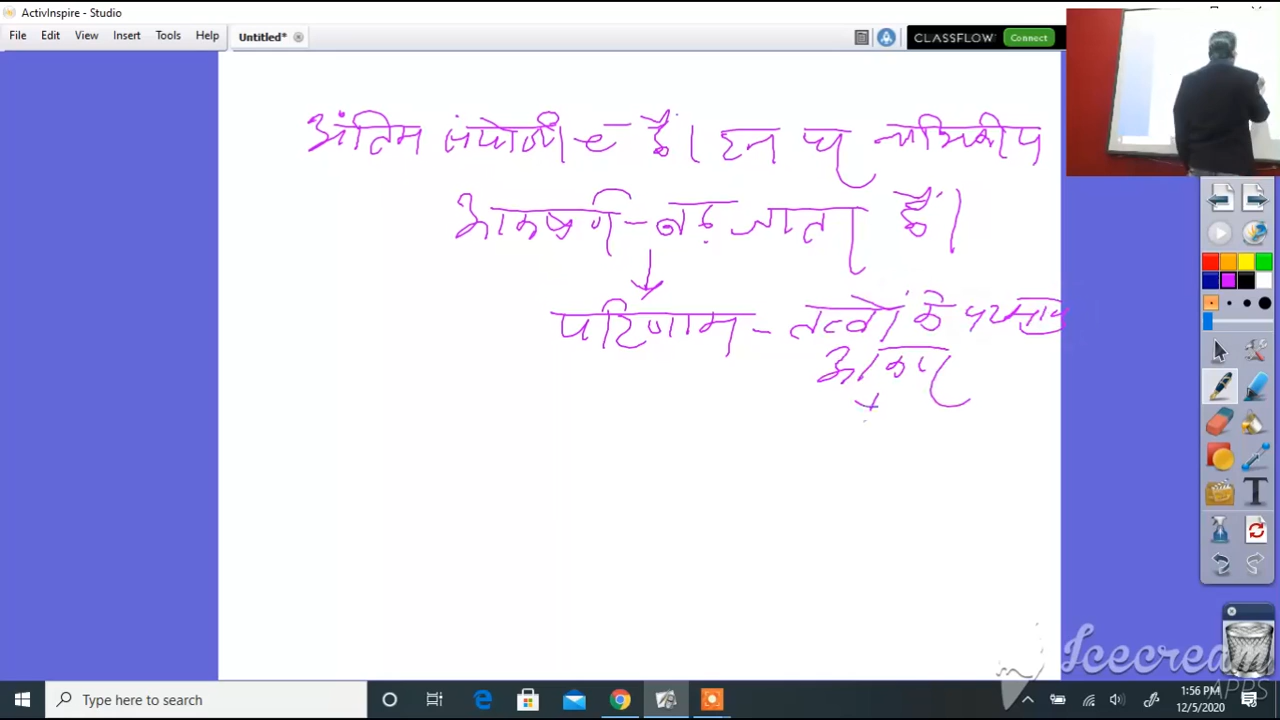 ActivInspire - Studio
File Edit View Insert Tools Help Untitled* CLASSFLOW Connect
अंतिम हैं। इन पर नाभिकीय
आकर्षण - बढ़ जाता हैं।
परिणाम - तत्वों के परमाणु
आकार
Icecream
APPS
Type here to search
1:56 PM
12/5/2020